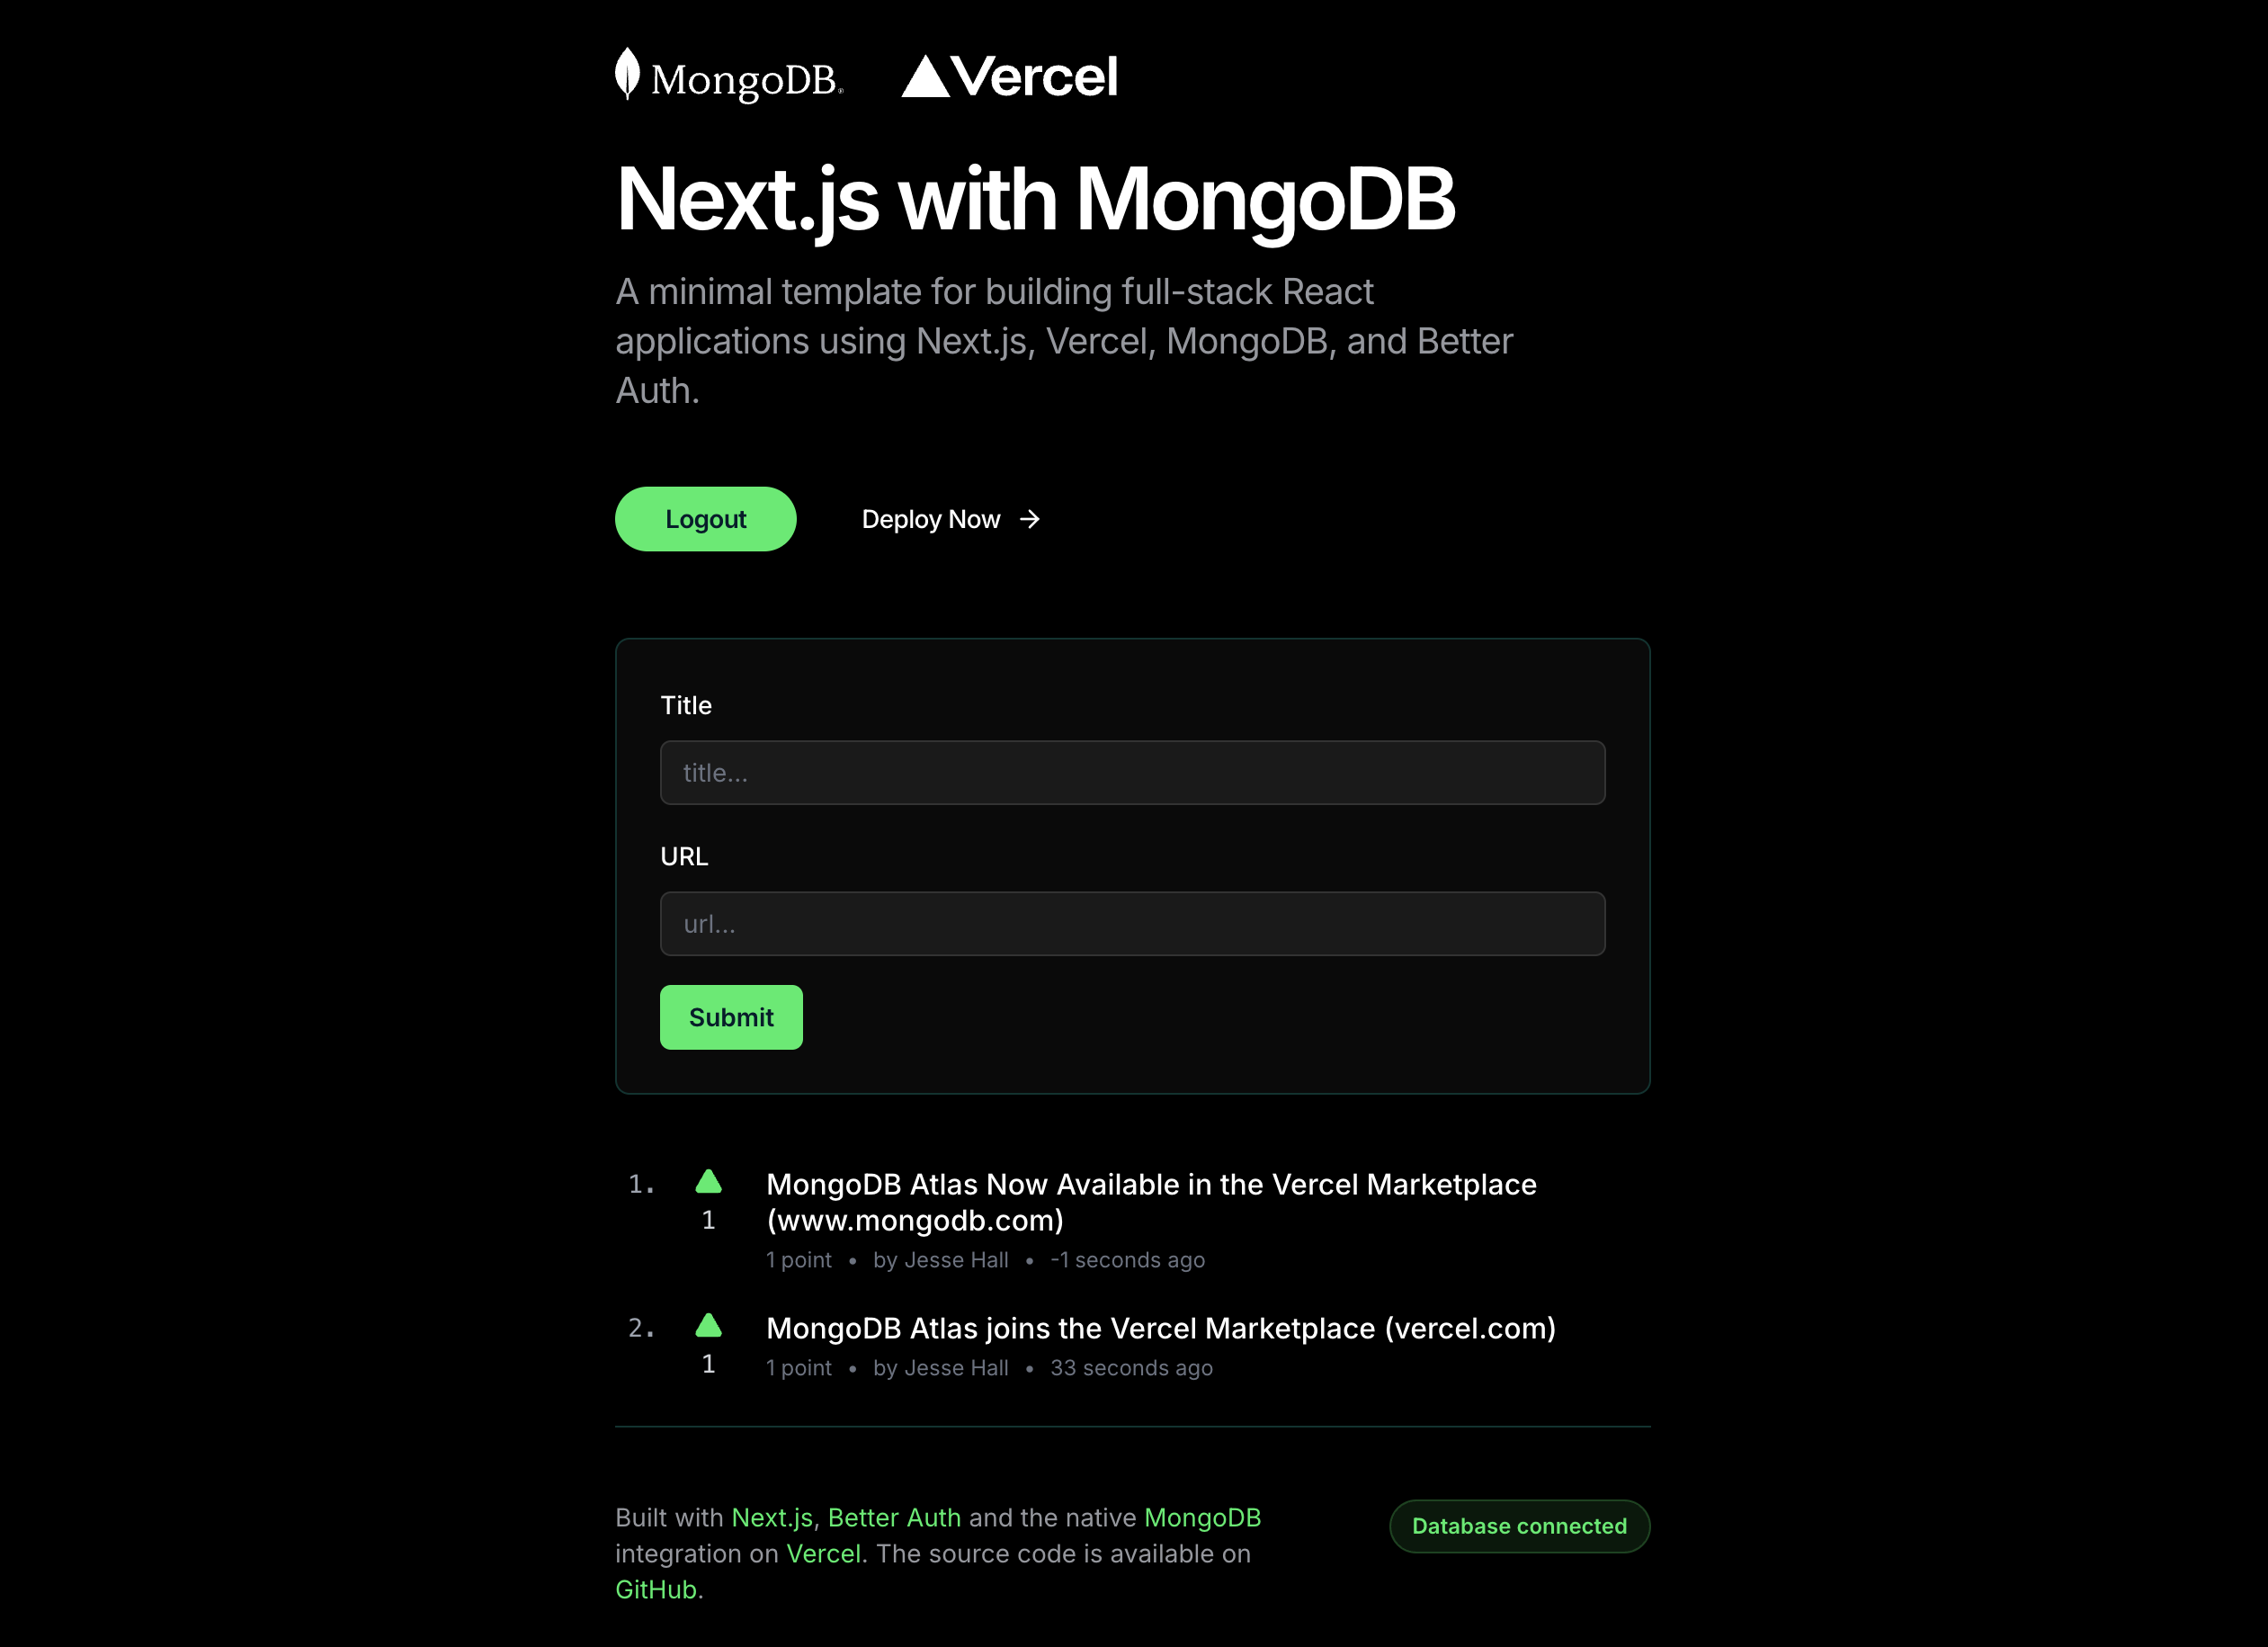 MongoDB®
Vercel
Next.js with MongoDB
A minimal template for building full-stack React
applications using Next.js, Vercel, MongoDB, and Better
Auth.
Logout
Deploy Now →
Title
title...
URL
url...
Submit
1.
1
MongoDB Atlas Now Available in the Vercel Marketplace
(www.mongodb.com)
1 point • by Jesse Hall • -1 seconds ago
2.
1
MongoDB Atlas joins the Vercel Marketplace (vercel.com)
1 point • by Jesse Hall • 33 seconds ago
Built with Next.js, Better Auth and the native MongoDB
integration on Vercel. The source code is available on
GitHub.
Database connected